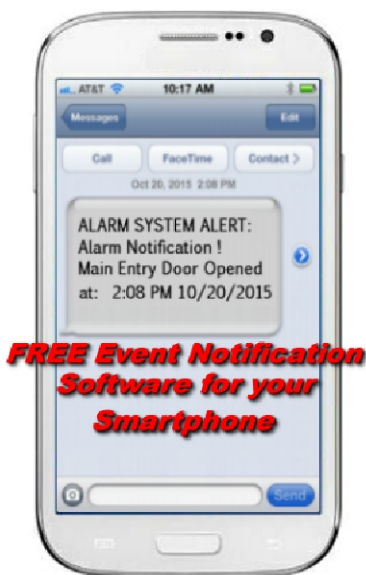 AT&T 10:17 AM
Messages Edit
Call FaceTime Contact >
Oct 20, 2015 2:08 PM
ALARM SYSTEM ALERT:
Alarm Notification !
Main Entry Door Opened
at: 2:08 PM 10/20/2015
FREE Event Notification
Software for your
Smartphone
Send